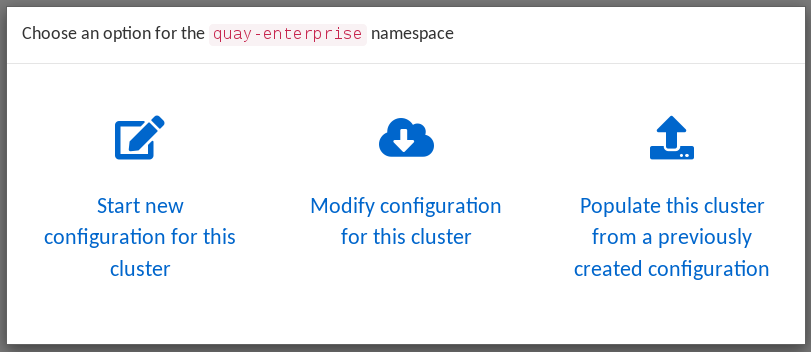 Choose an option for the quay-enterprise namespace
Start new
configuration for this
cluster
Modify configuration
for this cluster
Populate this cluster
from a previously
created configuration